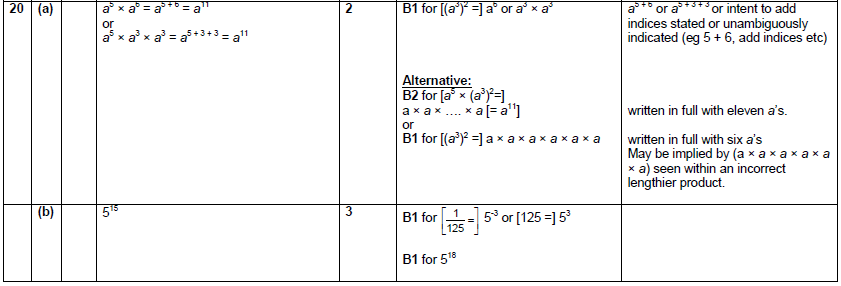 20 (a) a⁵ × a⁶ = a⁵⁺⁶ = a¹¹ 2 B1 for [(a³)² =] a⁶ or a³ × a³ a⁵⁺⁶ or a⁵⁺³⁺³ or intent to add
or indices stated or unambiguously
a⁵ × a³ × a³ = a⁵⁺³⁺³ = a¹¹ indicated (eg 5 + 6, add indices etc)
Alternative:
B2 for [a⁵ × (a³)²=]
a × a × .... × a [= a¹¹] written in full with eleven a's.
or
B1 for [(a³)² =] a × a × a × a × a × a written in full with six a's
May be implied by (a × a × a × a × a
× a) seen within an incorrect
lengthier product.
(b) 5¹⁵ 3 B1 for [1/125 =] 5⁻³ or [125 =] 5³
B1 for 5¹⁸